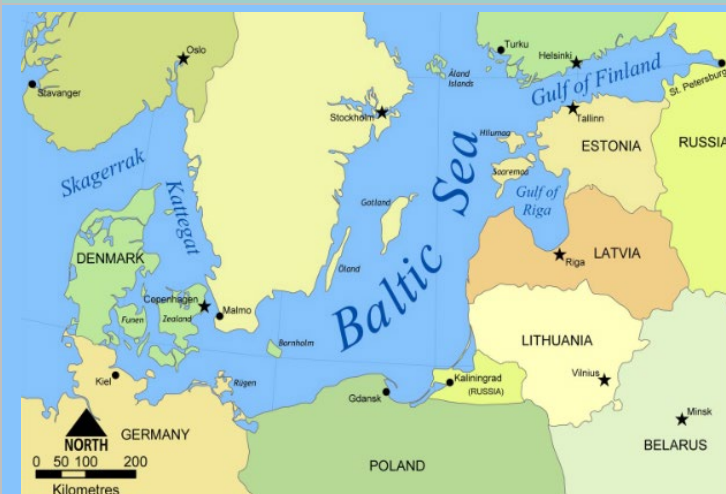 Oslo
Stavanger
Turku
Helsinki
Åland
Islands
Gulf of Finland
St. Petersburg
Stockholm
Tallinn
Hiiumaa
ESTONIA
RUSSIA
Skagerrak
Kattegat
Saaremaa
Gulf of
Riga
Gotland
Baltic Sea
DENMARK
Öland
Riga
LATVIA
Copenhagen
Malmo
Funen
Zealand
Bornholm
LITHUANIA
Kiel
Rügen
Gdansk
Kaliningrad
(RUSSIA)
Vilnius
Minsk
NORTH
GERMANY
BELARUS
0 50 100 200
POLAND
Kilometres